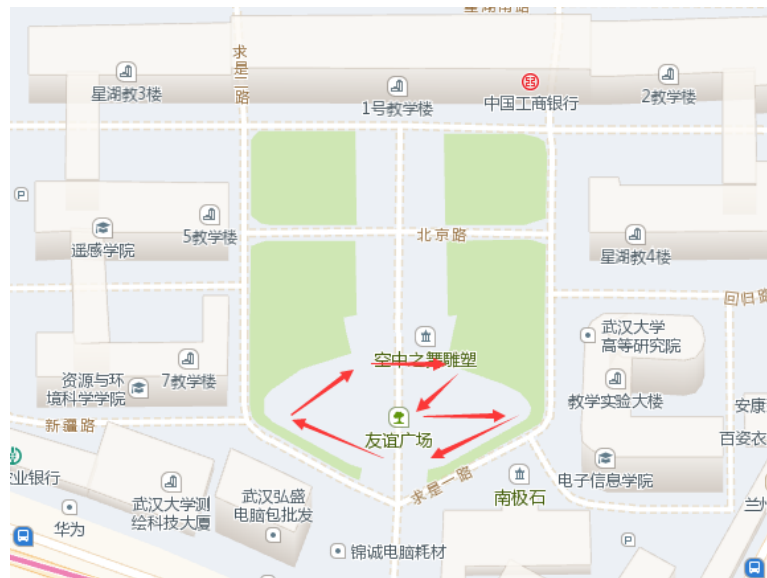 星湖南路
求是二路
星湖教3楼
1号教学楼
中国工商银行
2教学楼
P
遥感学院
5教学楼
北京路
星湖教4楼
回归路
武汉大学
高等研究院
空中之舞雕塑
资源与环
境科学学院
7教学楼
教学实验大楼
安康
新疆路
友谊广场
百姿衣
业银行
武汉大学测
绘科技大厦
武汉弘盛
电脑包批发
求是一路
南极石
电子信息学院
兰
华为
锦诚电脑耗材
P